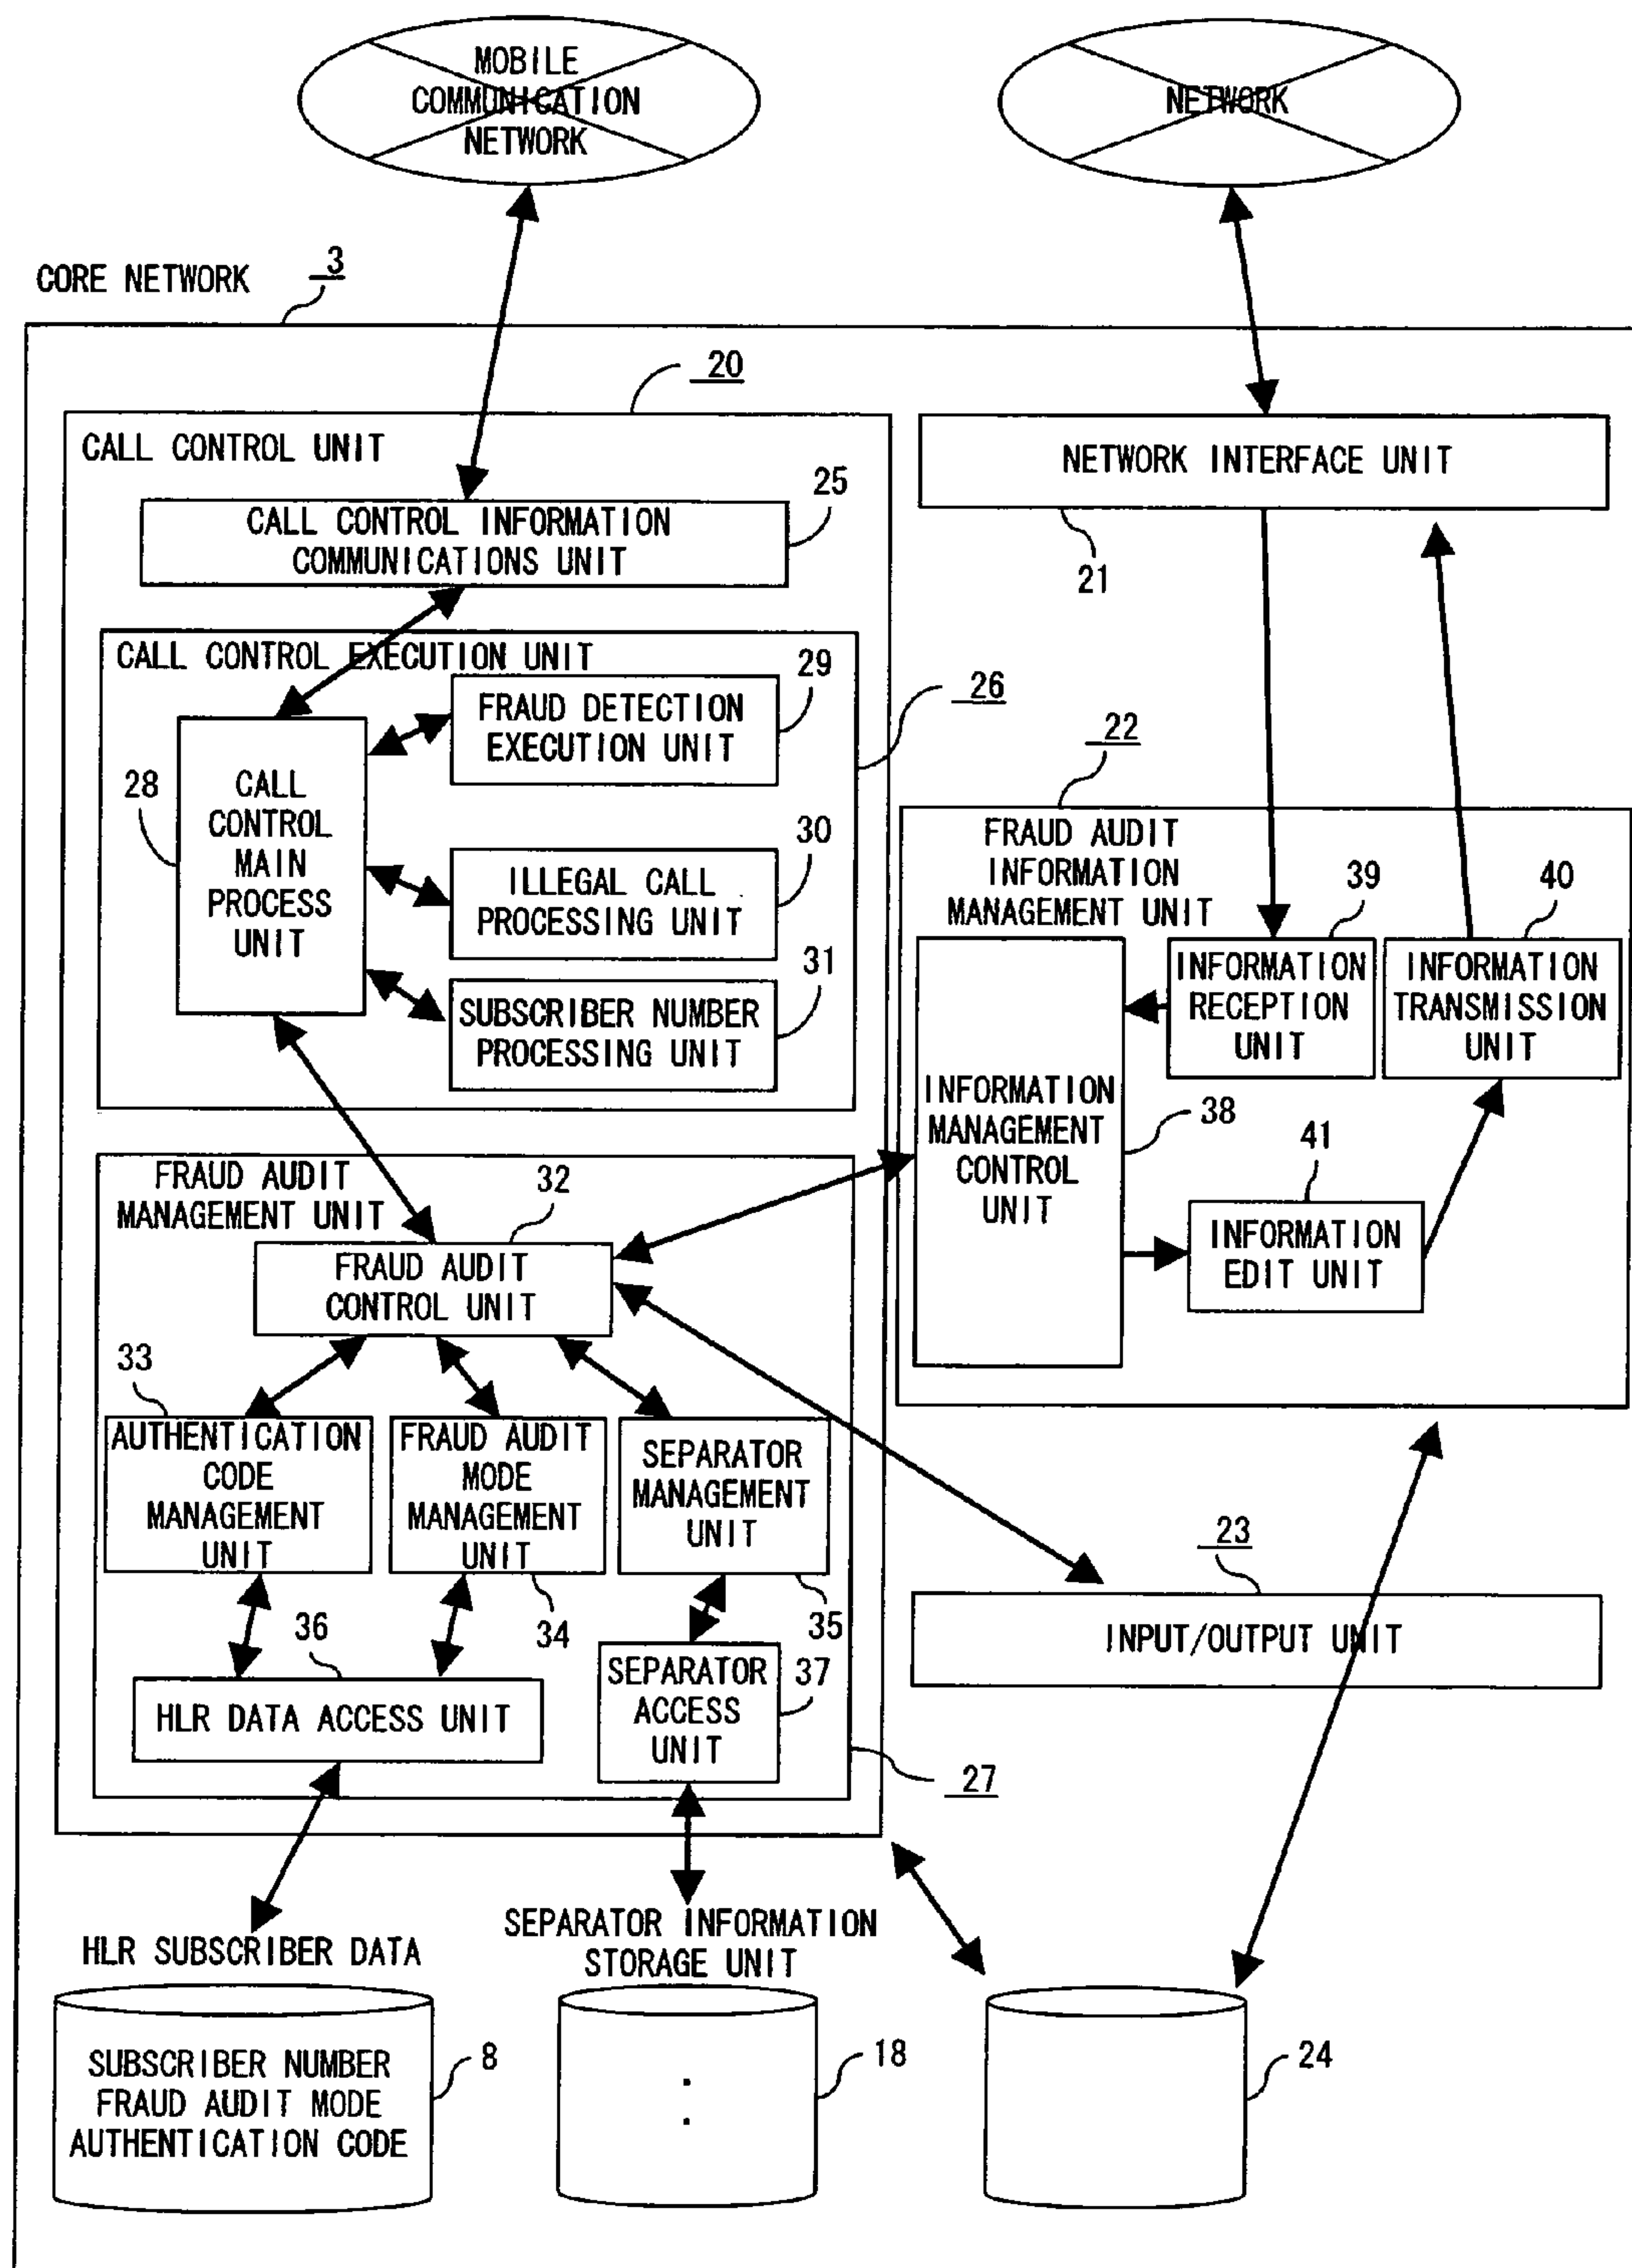 MOBILE
COMMUNICATION
NETWORK
NETWORK
CORE NETWORK
3
20
CALL CONTROL UNIT
25
CALL CONTROL INFORMATION
COMMUNICATIONS UNIT
NETWORK INTERFACE UNIT
21
CALL CONTROL EXECUTION UNIT
29
26
FRAUD DETECTION
EXECUTION UNIT
28
CALL
CONTROL
MAIN
PROCESS
UNIT
30
ILLEGAL CALL
PROCESSING UNIT
31
SUBSCRIBER NUMBER
PROCESSING UNIT
22
FRAUD AUDIT
INFORMATION
MANAGEMENT UNIT
39
40
INFORMATION
RECEPTION
UNIT
INFORMATION
TRANSMISSION
UNIT
INFORMATION
MANAGEMENT
CONTROL
UNIT
38
41
INFORMATION
EDIT UNIT
FRAUD AUDIT
MANAGEMENT UNIT
32
FRAUD AUDIT
CONTROL UNIT
33
AUTHENTICATION
CODE
MANAGEMENT
UNIT
FRAUD AUDIT
MODE
MANAGEMENT
UNIT
34
SEPARATOR
MANAGEMENT
UNIT
35
23
INPUT/OUTPUT UNIT
36
HLR DATA ACCESS UNIT
SEPARATOR
ACCESS
UNIT
37
27
HLR SUBSCRIBER DATA
SEPARATOR INFORMATION
STORAGE UNIT
SUBSCRIBER NUMBER
FRAUD AUDIT MODE
AUTHENTICATION CODE
8
18
24